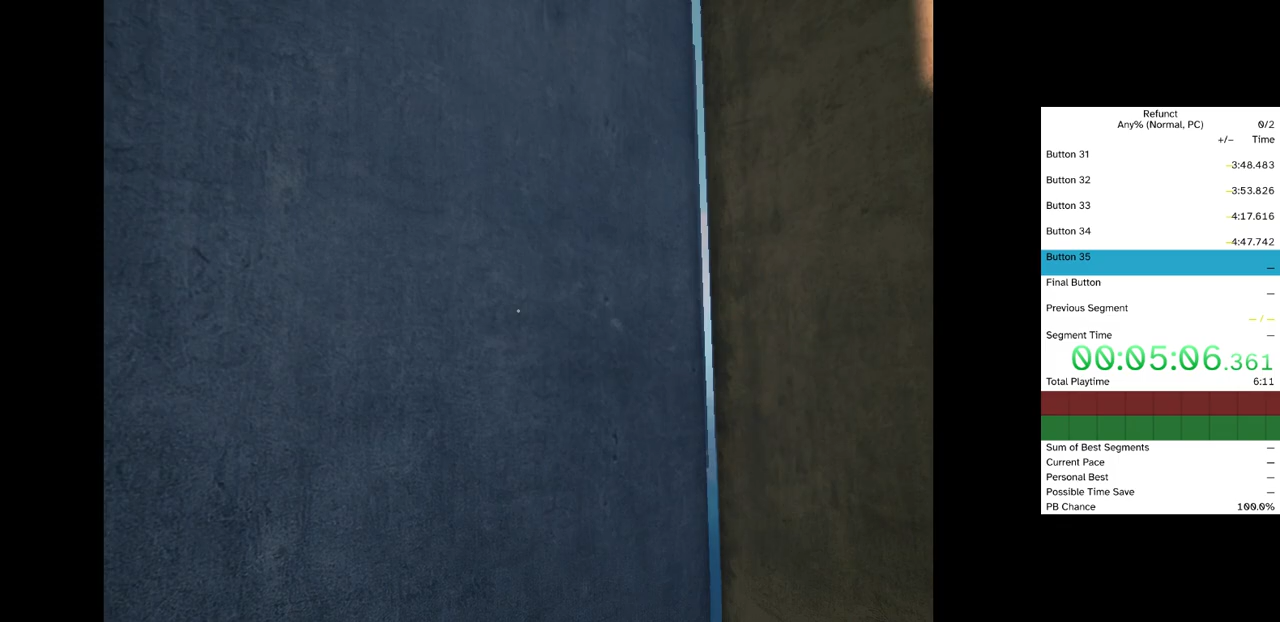 Refunct
Any% (Normal, PC) 0/2
+/− Time
Button 31
−3:48.483
Button 32
−3:53.826
Button 33
−4:17.616
Button 34
−4:47.742
Button 35
—
Final Button
—
Previous Segment
— / —
Segment Time —
00:05:06.361
Total Playtime 6:11
Sum of Best Segments —
Current Pace —
Personal Best —
Possible Time Save —
PB Chance 100.0%